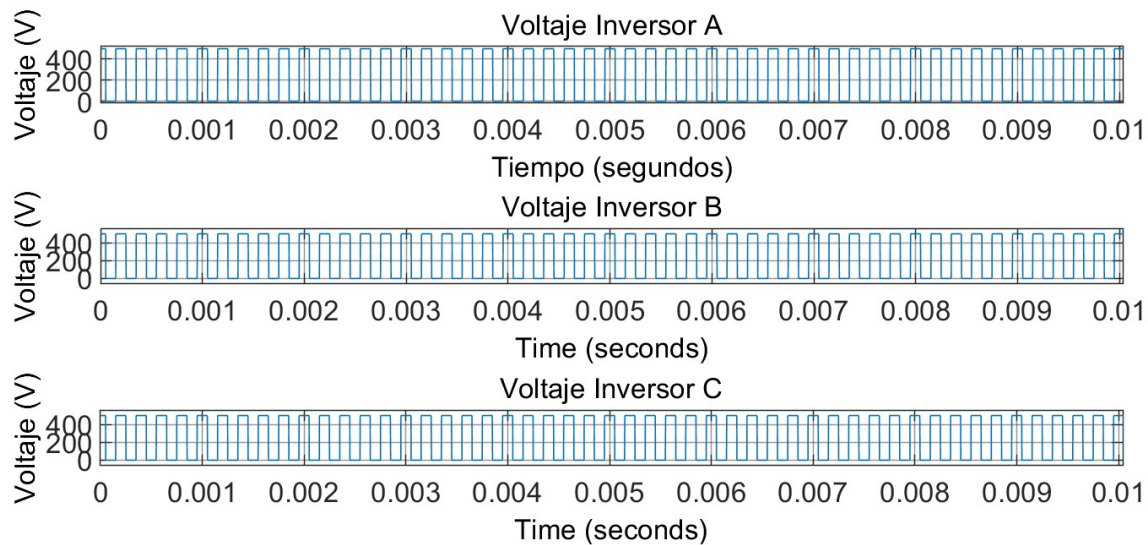 Voltaje Inversor A
Voltaje (V)
400
200
0
0 0.001 0.002 0.003 0.004 0.005 0.006 0.007 0.008 0.009 0.01
Tiempo (segundos)
Voltaje Inversor B
Voltaje (V)
400
200
0
0 0.001 0.002 0.003 0.004 0.005 0.006 0.007 0.008 0.009 0.01
Time (seconds)
Voltaje Inversor C
Voltaje (V)
400
200
0
0 0.001 0.002 0.003 0.004 0.005 0.006 0.007 0.008 0.009 0.01
Time (seconds)